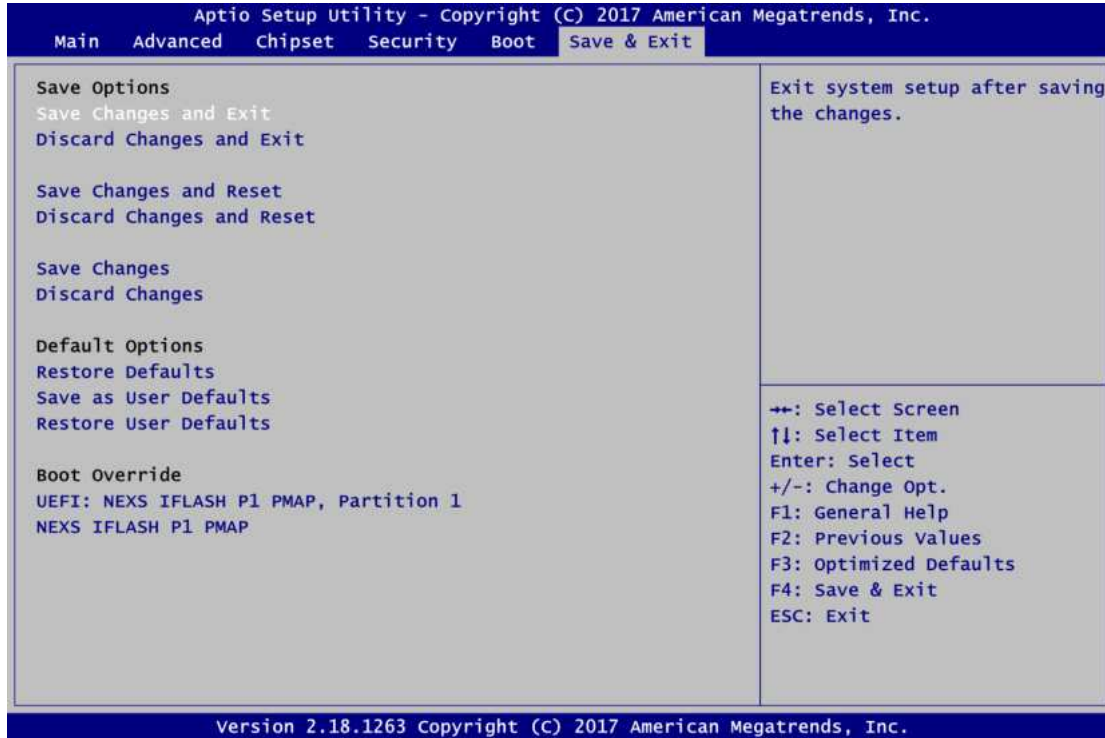 Aptio Setup Utility - Copyright (C) 2017 American Megatrends, Inc.
Main Advanced Chipset Security Boot Save & Exit
Save Options
Save Changes and Exit
Discard Changes and Exit
Save Changes and Reset
Discard Changes and Reset
Save Changes
Discard Changes
Default Options
Restore Defaults
Save as User Defaults
Restore User Defaults
Boot Override
UEFI: NEXS IFLASH P1 PMAP, Partition 1
NEXS IFLASH P1 PMAP
Exit system setup after saving
the changes.
→←: Select Screen
↑↓: Select Item
Enter: Select
+/-: Change Opt.
F1: General Help
F2: Previous Values
F3: Optimized Defaults
F4: Save & Exit
ESC: Exit
Version 2.18.1263 Copyright (C) 2017 American Megatrends, Inc.